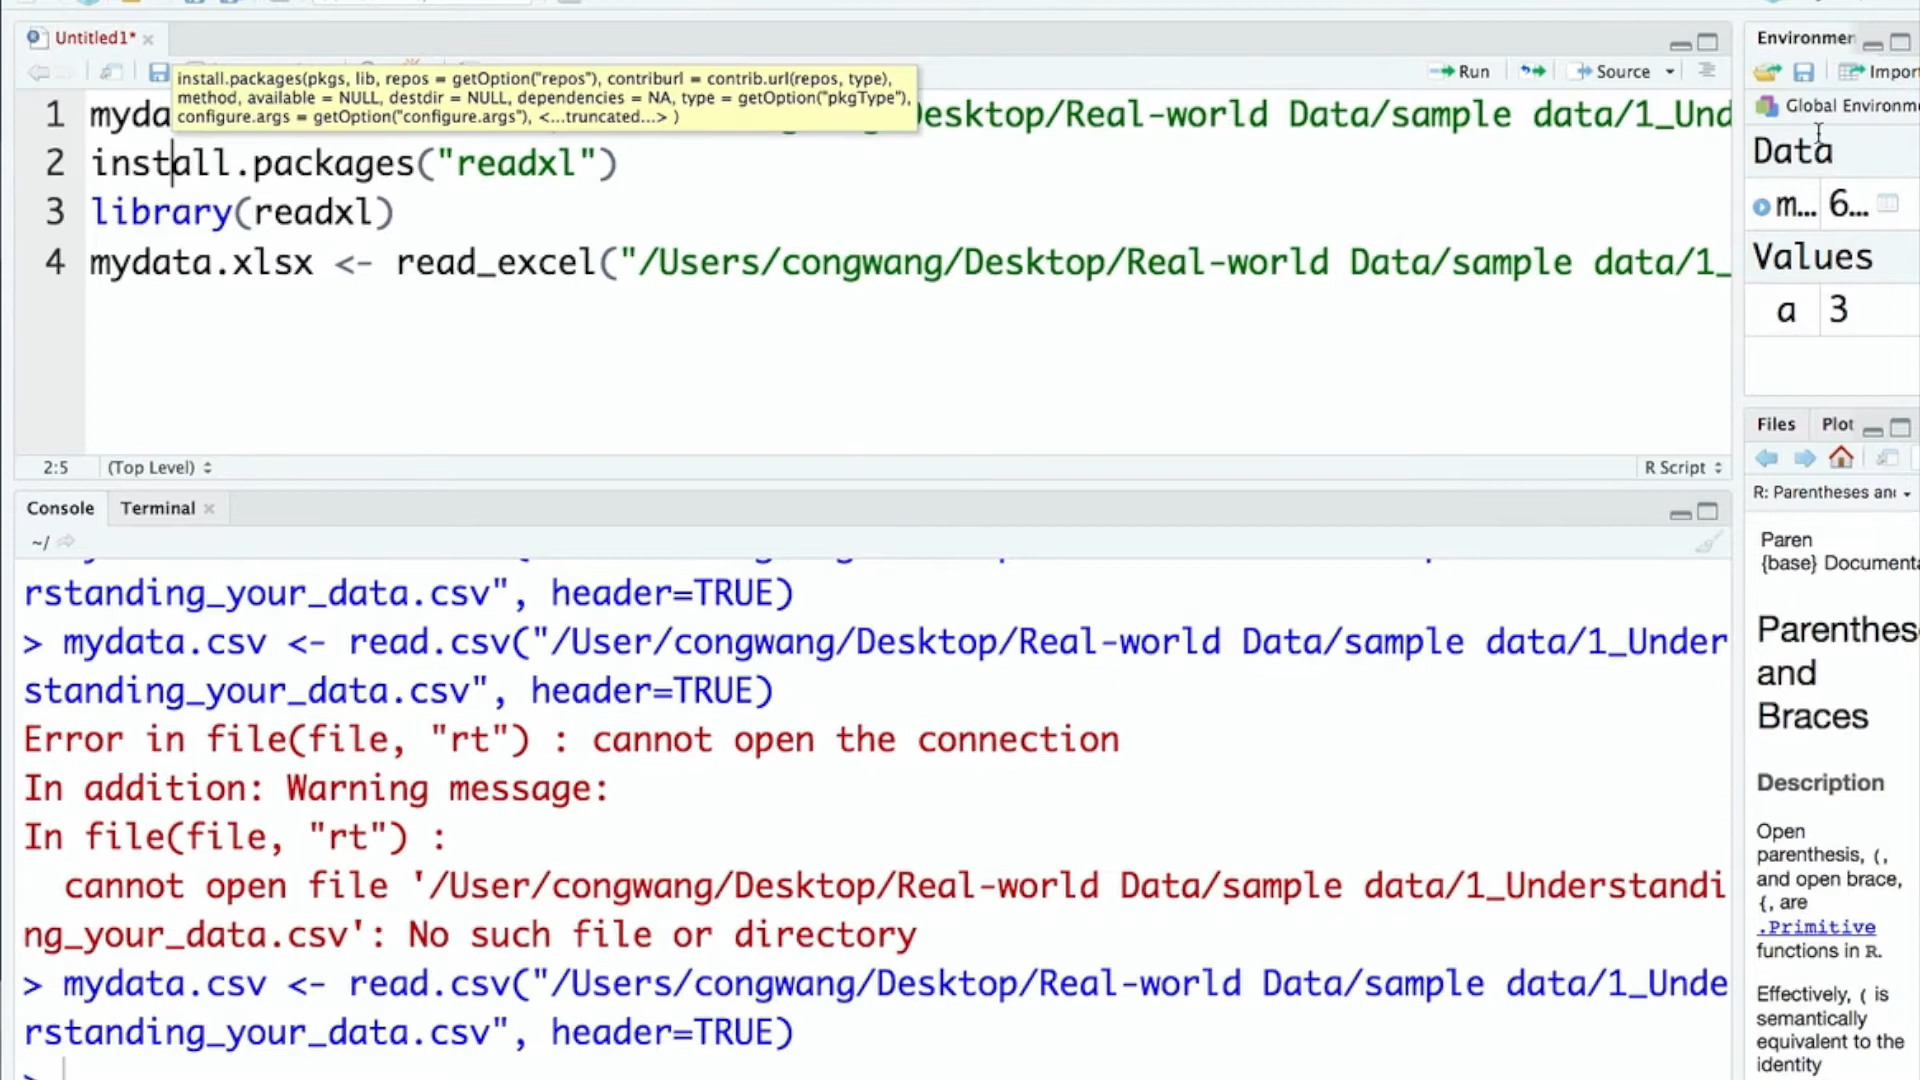 Untitled1*
install.packages(pkgs, lib, repos = getOption("repos"), contriburl = contrib.url(repos, type),
method, available = NULL, destdir = NULL, dependencies = NA, type = getOption("pkgType"),
configure.args = getOption("configure.args"), <...truncated...> )
Run
Source
1 myda esktop/Real-world Data/sample data/1_Und
2 install.packages("readxl")
3 library(readxl)
4 mydata.xlsx <- read_excel("/Users/congwang/Desktop/Real-world Data/sample data/1_
2:5 (Top Level) R Script
Console Terminal
~/
rstanding_your_data.csv", header=TRUE)
> mydata.csv <- read.csv("/User/congwang/Desktop/Real-world Data/sample data/1_Under
standing_your_data.csv", header=TRUE)
Error in file(file, "rt") : cannot open the connection
In addition: Warning message:
In file(file, "rt") :
cannot open file '/User/congwang/Desktop/Real-world Data/sample data/1_Understandi
ng_your_data.csv': No such file or directory
> mydata.csv <- read.csv("/Users/congwang/Desktop/Real-world Data/sample data/1_Unde
rstanding_your_data.csv", header=TRUE)
>
Environmen
Import
Global Environme
Data
m... 6...
Values
a 3
Files Plot
R: Parentheses an
Paren
{base} Documenta
Parenthes
and
Braces
Description
Open
parenthesis, (,
and open brace,
{, are
.Primitive
functions in R.
Effectively, ( is
semantically
equivalent to the
identity